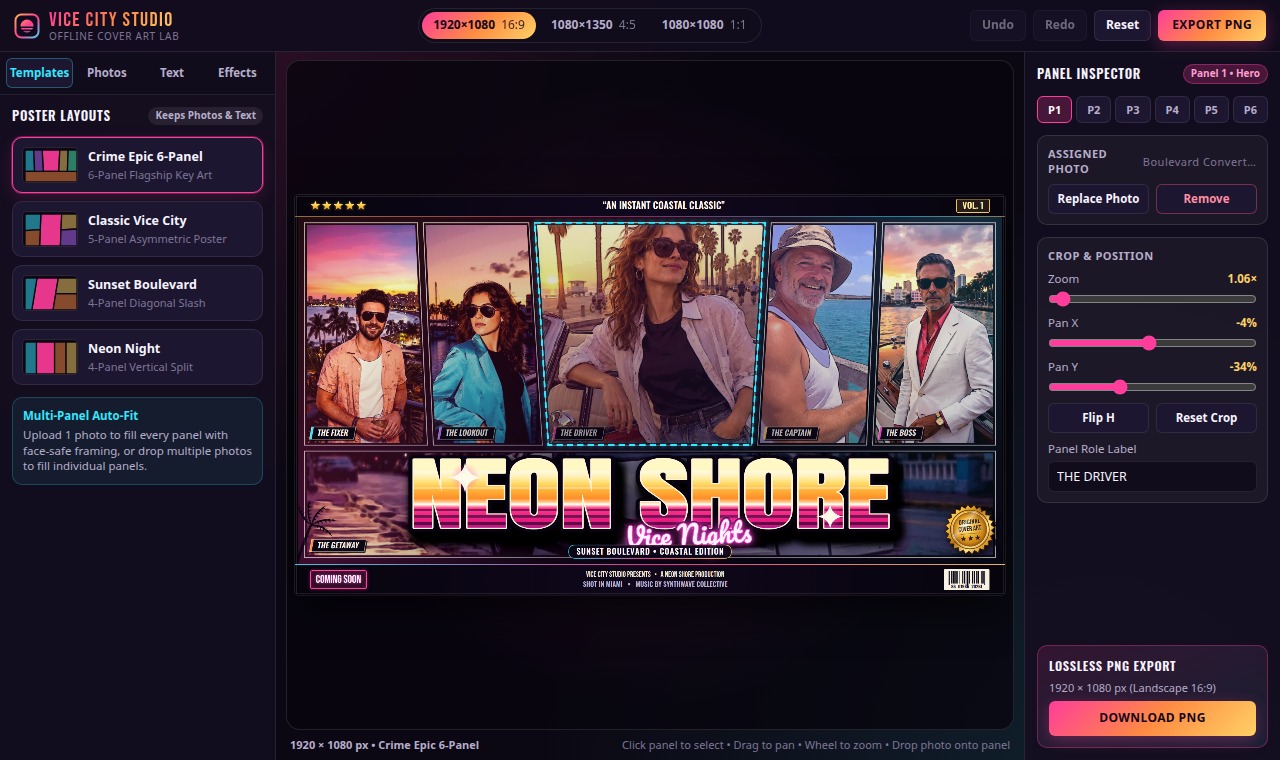 VICE CITY STUDIO
OFFLINE COVER ART LAB
1920×1080 16:9
1080×1350 4:5
1080×1080 1:1
Undo
Redo
Reset
EXPORT PNG
Templates
Photos
Text
Effects
POSTER LAYOUTS
Keeps Photos & Text
Crime Epic 6-Panel
6-Panel Flagship Key Art
Classic Vice City
5-Panel Asymmetric Poster
Sunset Boulevard
4-Panel Diagonal Slash
Neon Night
4-Panel Vertical Split
Multi-Panel Auto-Fit
Upload 1 photo to fill every panel with
face-safe framing, or drop multiple photos
to fill individual panels.
★★★★★
“AN INSTANT COASTAL CLASSIC”
VOL. 1
THE FIXER
THE LOOKOUT
THE DRIVER
THE CAPTAIN
THE BOSS
NEON SHORE
Vice Nights
THE GETAWAY
ORIGINAL
COVER ART
★★★
SUNSET BOULEVARD • COASTAL EDITION
COMING SOON
VICE CITY STUDIO PRESENTS • A NEON SHORE PRODUCTION
SHOT IN MIAMI • MUSIC BY SYNTHWAVE COLLECTIVE
1920 × 1080 px • Crime Epic 6-Panel
Click panel to select • Drag to pan • Wheel to zoom • Drop photo onto panel
PANEL INSPECTOR
Panel 1 • Hero
P1
P2
P3
P4
P5
P6
ASSIGNED
PHOTO
Boulevard Convert…
Replace Photo
Remove
CROP & POSITION
Zoom
1.06×
Pan X
-4%
Pan Y
-34%
Flip H
Reset Crop
Panel Role Label
THE DRIVER
LOSSLESS PNG EXPORT
1920 × 1080 px (Landscape 16:9)
DOWNLOAD PNG